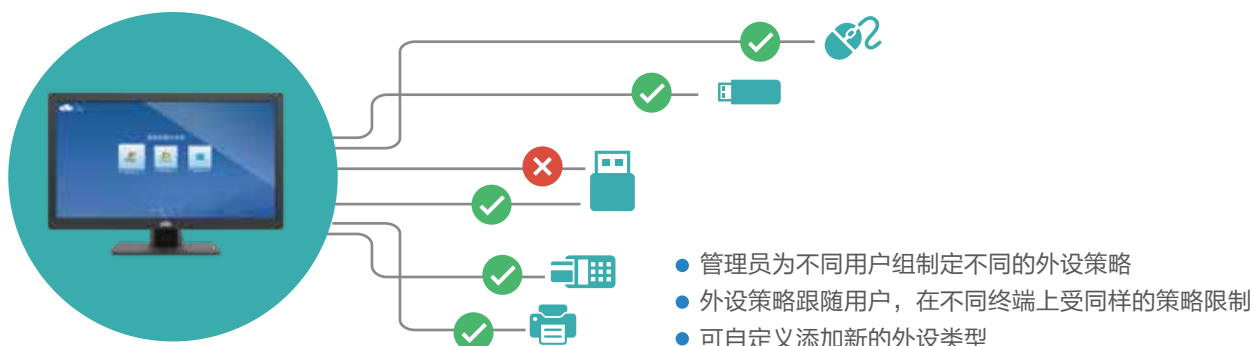 管理员为不同用户组制定不同的外设策略
外设策略跟随用户，在不同终端上受同样的策略限制
可自定义添加新的外设类型